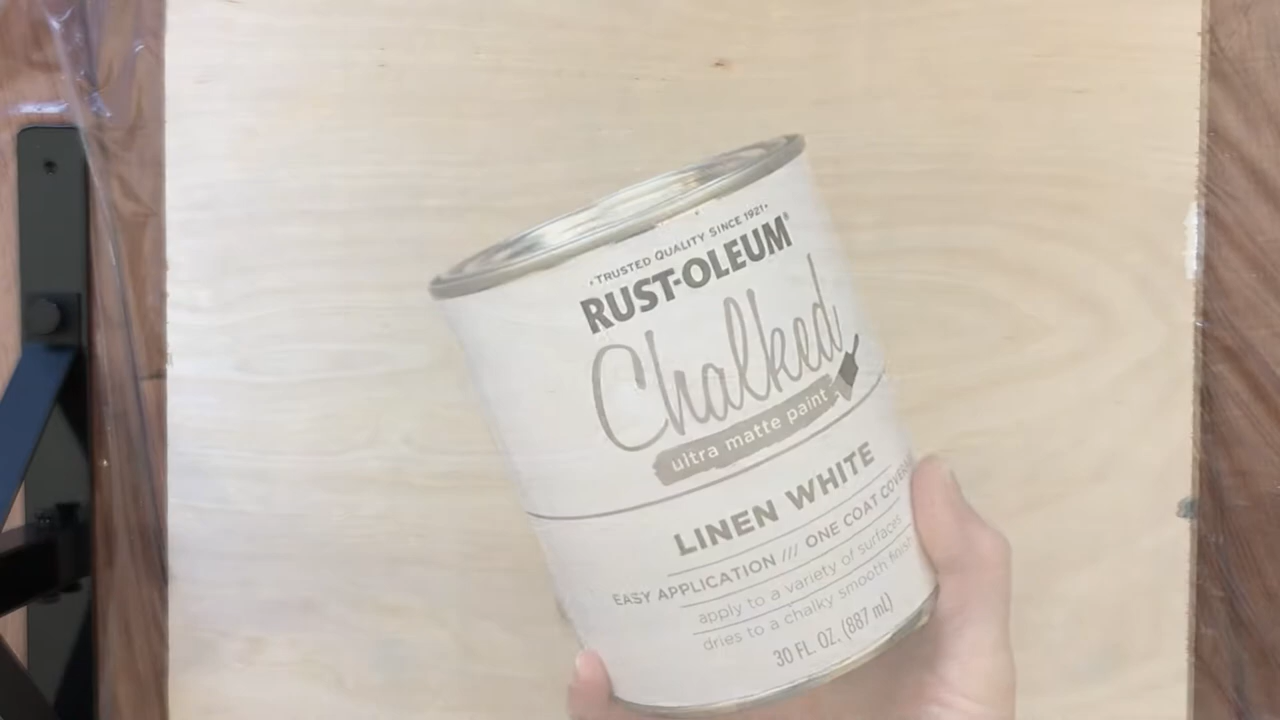 •TRUSTED QUALITY SINCE 1921•
RUST-OLEUM®
Chalked
ultra matte paint
LINEN WHITE
EASY APPLICATION /// ONE COAT COVERAGE
apply to a variety of surfaces
dries to a chalky smooth finish
30 FL. OZ. (887 mL)